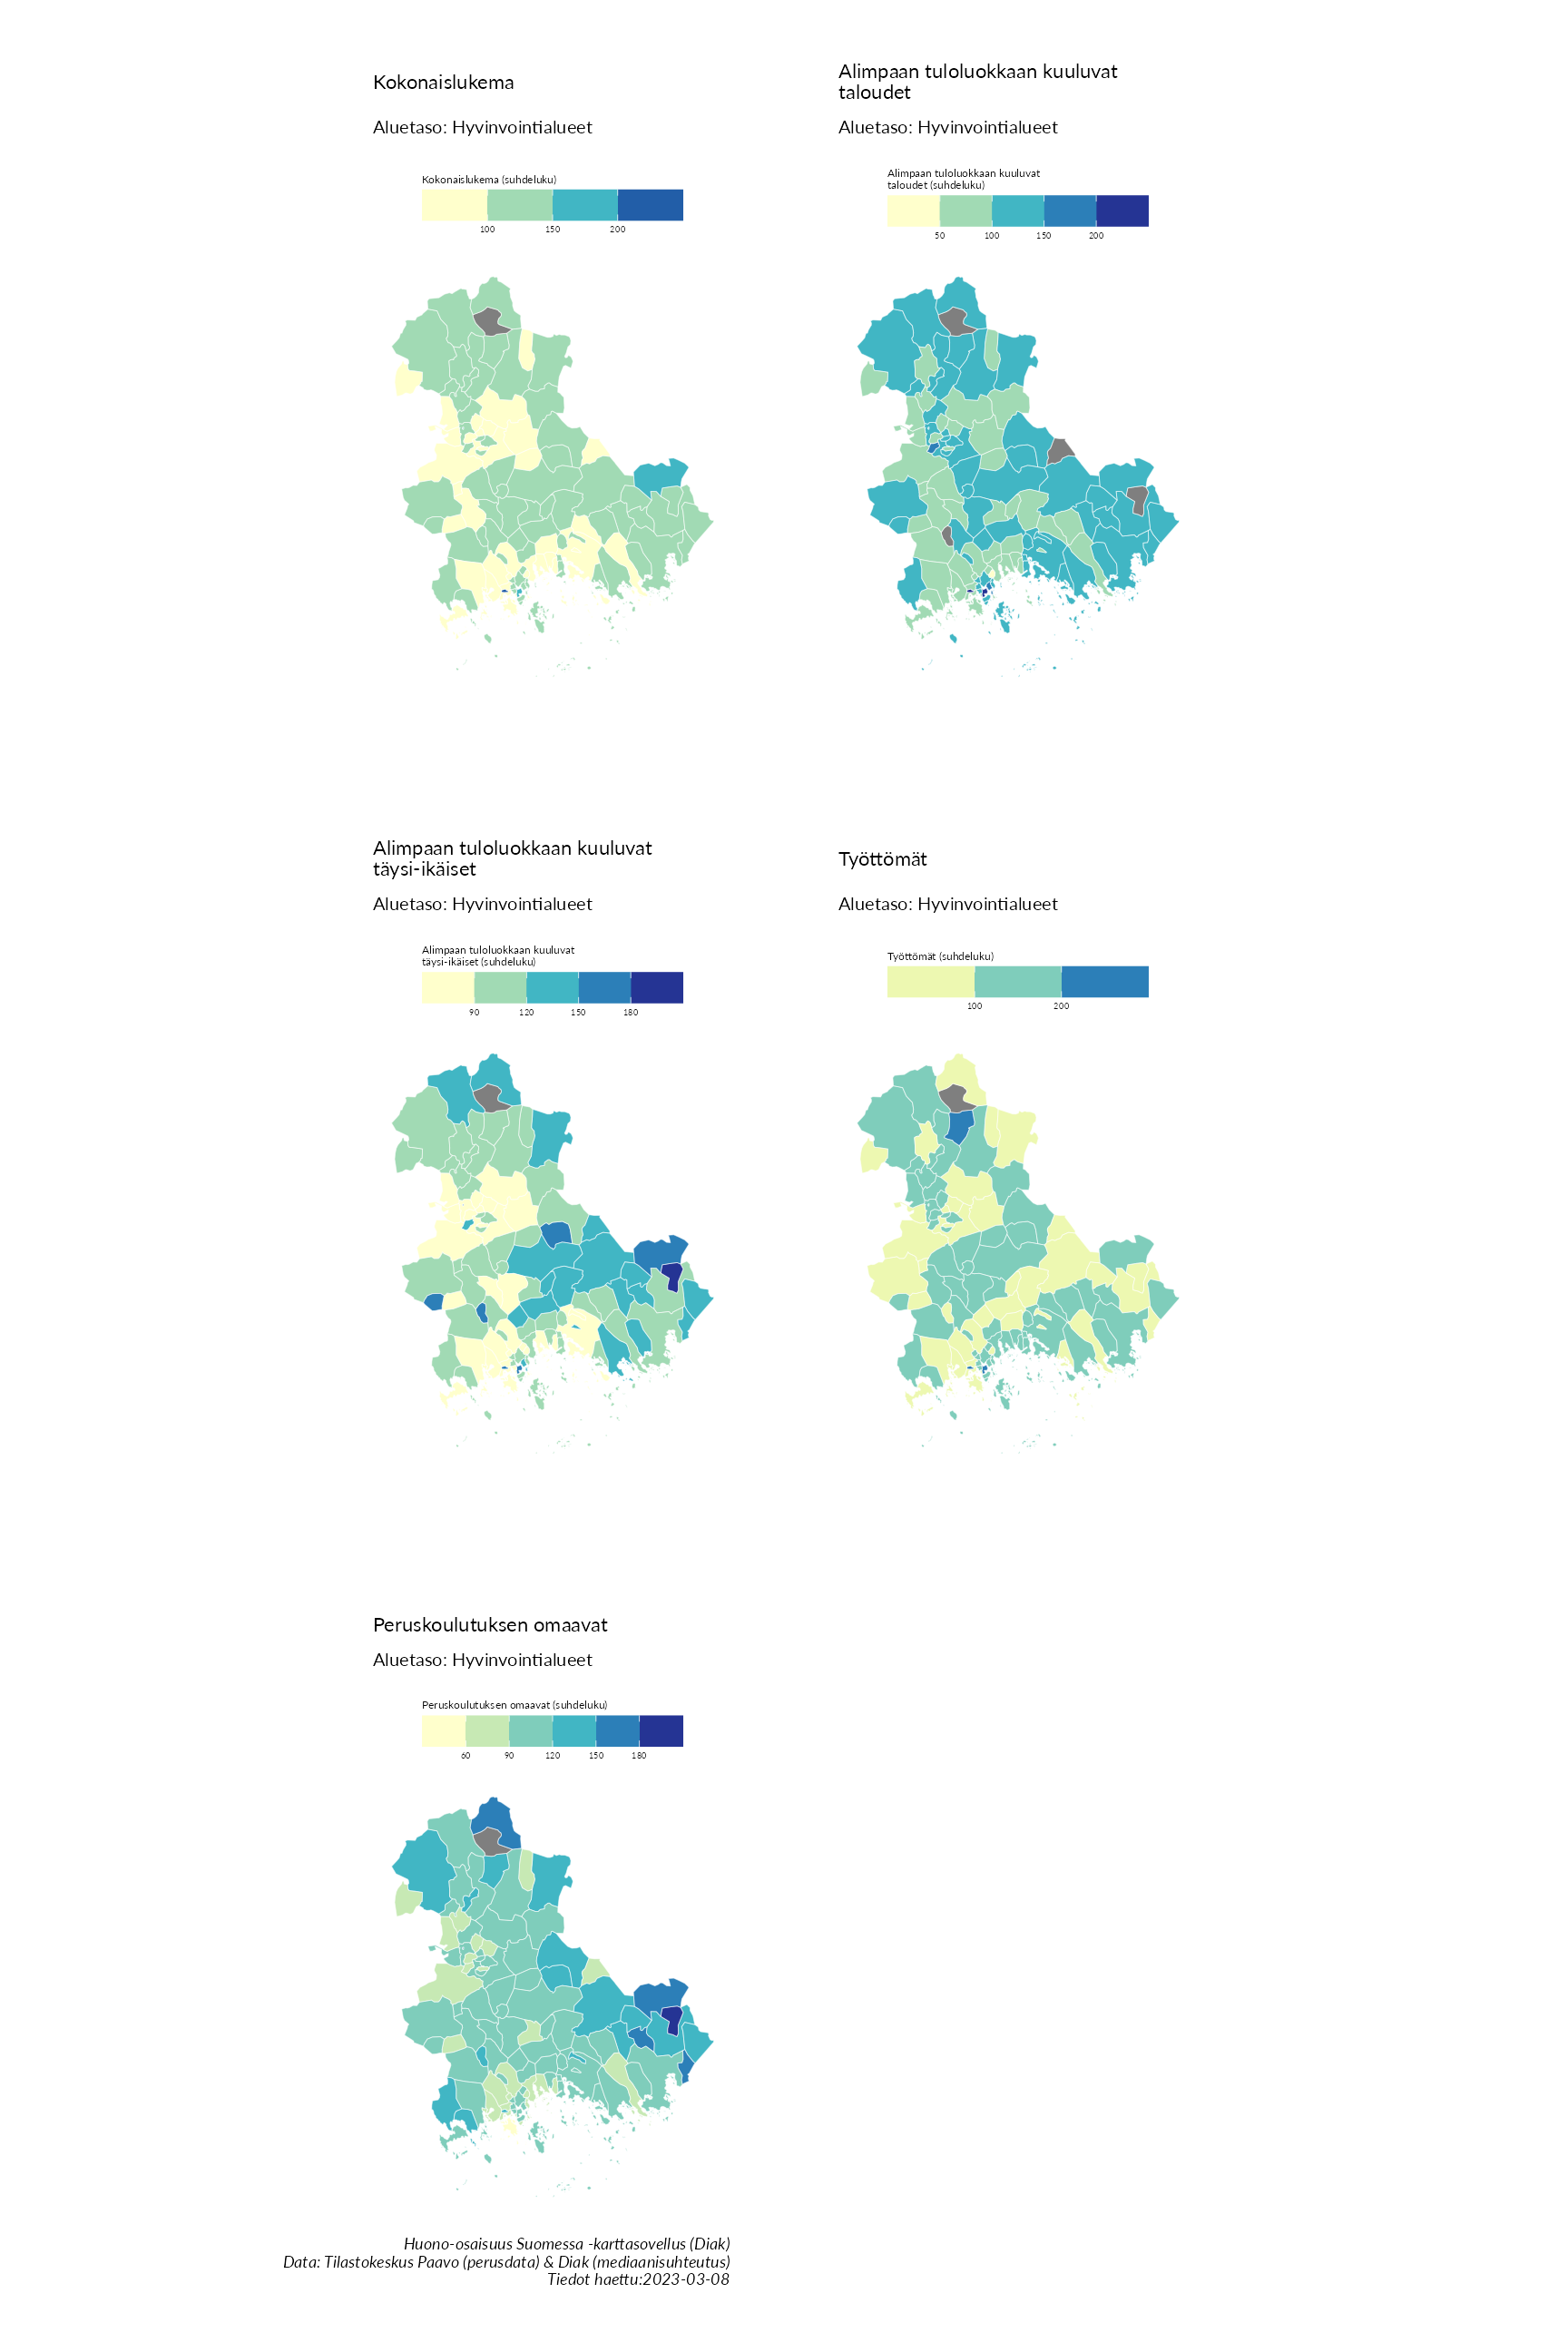 Kokonaislukema
Aluetaso: Hyvinvointialueet
Kokonaislukema (suhdeluku)
100 150 200
Alimpaan tuloluokkaan kuuluvat
taloudet
Aluetaso: Hyvinvointialueet
Alimpaan tuloluokkaan kuuluvat
taloudet (suhdeluku)
50 100 150 200
Alimpaan tuloluokkaan kuuluvat
täysi-ikäiset
Aluetaso: Hyvinvointialueet
Alimpaan tuloluokkaan kuuluvat
täysi-ikäiset (suhdeluku)
90 120 150 180
Työttömät
Aluetaso: Hyvinvointialueet
Työttömät (suhdeluku)
100 200
Peruskoulutuksen omaavat
Aluetaso: Hyvinvointialueet
Peruskoulutuksen omaavat (suhdeluku)
60 90 120 150 180
Huono-osaisuus Suomessa -karttasovellus (Diak)
Data: Tilastokeskus Paavo (perusdata) & Diak (mediaanisuhteutus)
Tiedot haettu:2023-03-08